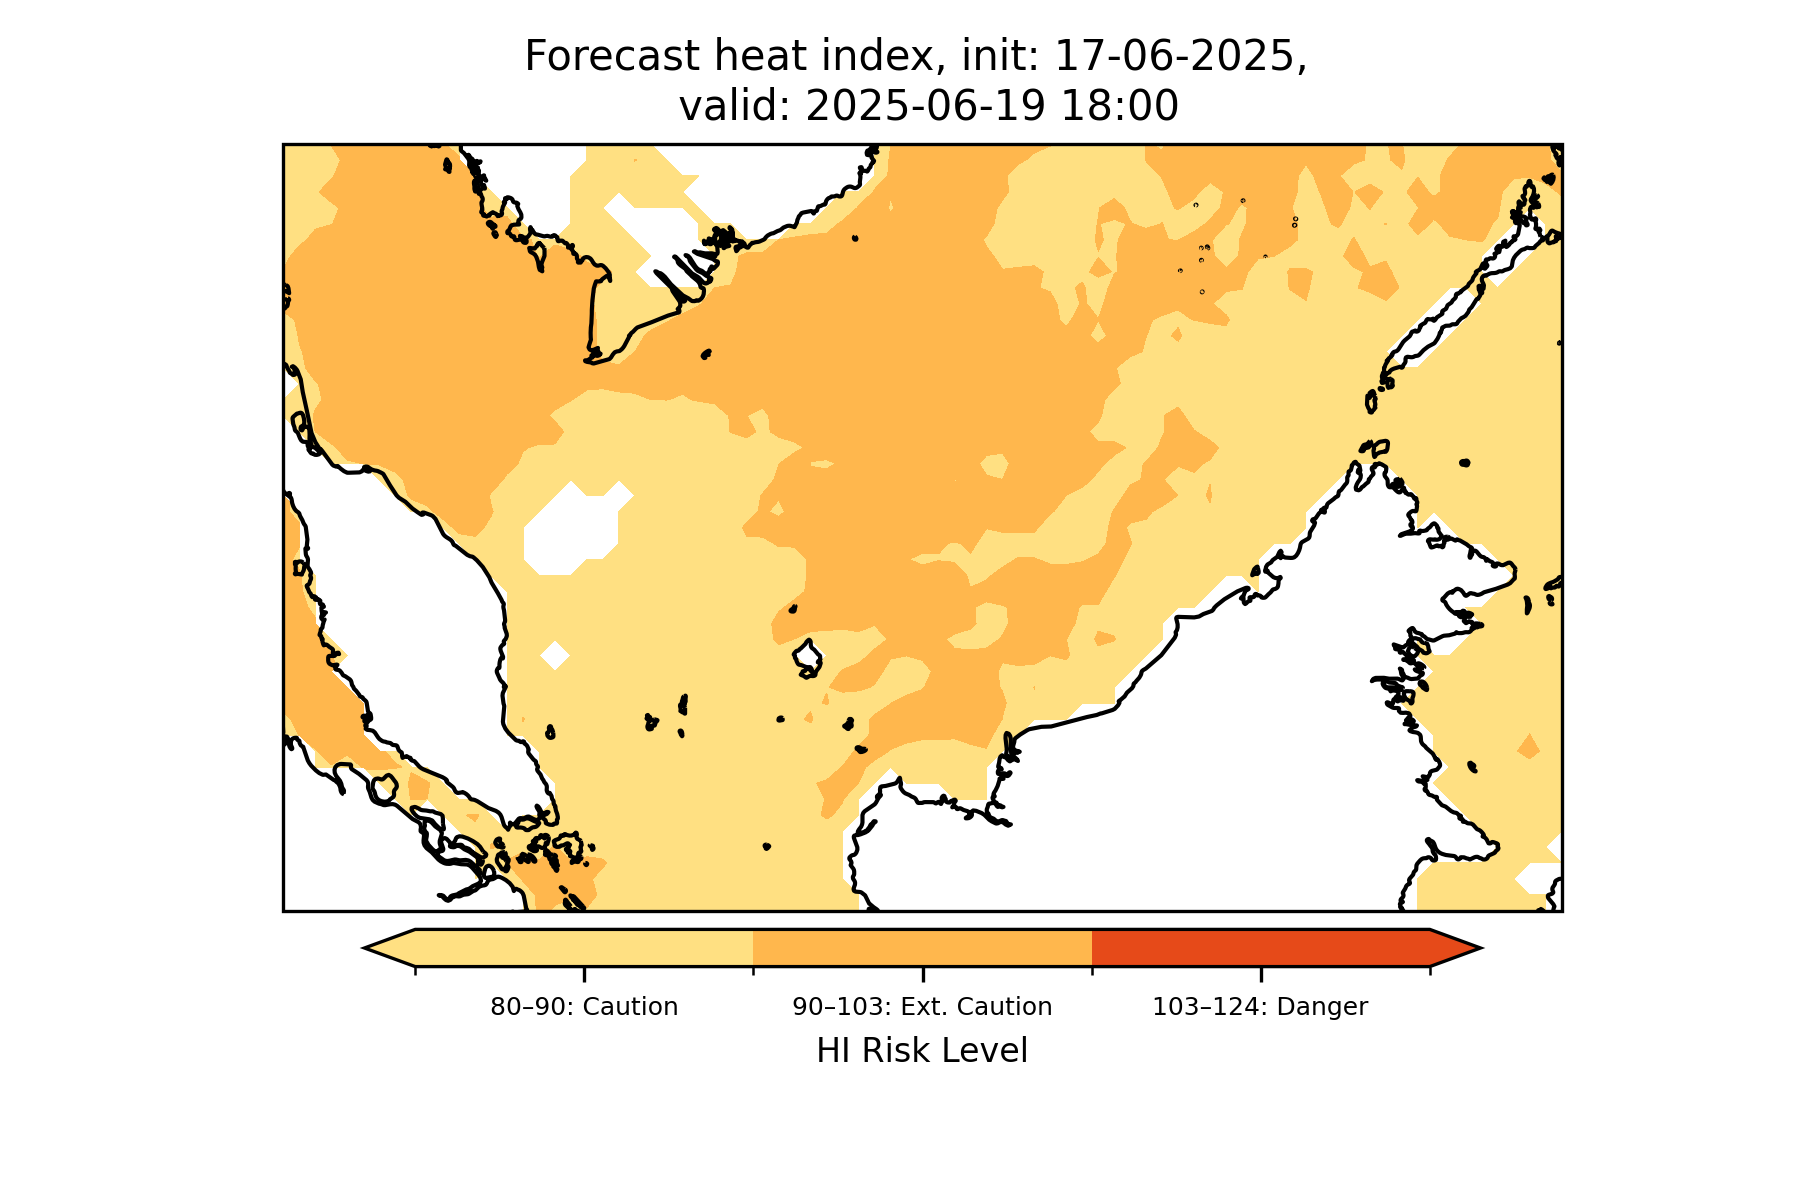 Forecast heat index, init: 17-06-2025,
valid: 2025-06-19 18:00
80–90: Caution
90–103: Ext. Caution
103–124: Danger
HI Risk Level